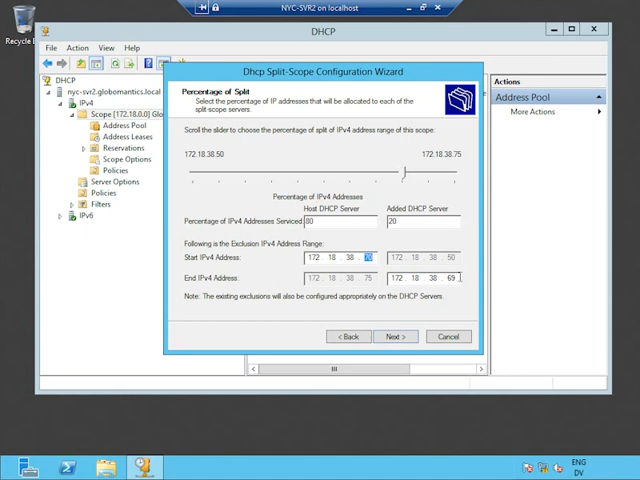 NYC-SVR2 on localhost
Recycle
DHCP
File Action View Help
DHCP
nyc-svr2.globomantics.local
IPv4
Scope [172.18.0.0]
Address Pool
Address Leases
Reservations
Scope Options
Policies
Server Options
Policies
Filters
IPv6
Actions
Address Pool
More Actions
Dhcp Split-Scope Configuration Wizard
Percentage of Split
Select the percentage of IP addresses that will be allocated to each of the
split-scope servers.
Scroll the slider to choose the percentage of split of IPv4 address range of this scope:
172.18.38.50 172.18.38.75
Percentage of IPv4 Addresses
Host DHCP Server Added DHCP Server
Percentage of IPv4 Addresses Serviced: 80 20
Following is the Exclusion IPv4 Address Range:
Start IPv4 Address: 172 . 18 . 38 . 70 172 . 18 . 38 . 50
End IPv4 Address: 172 . 18 . 38 . 75 172 . 18 . 38 . 69
Note: The existing exclusions will also be configured appropriately on the DHCP Servers.
< Back Next > Cancel
ENG
DV